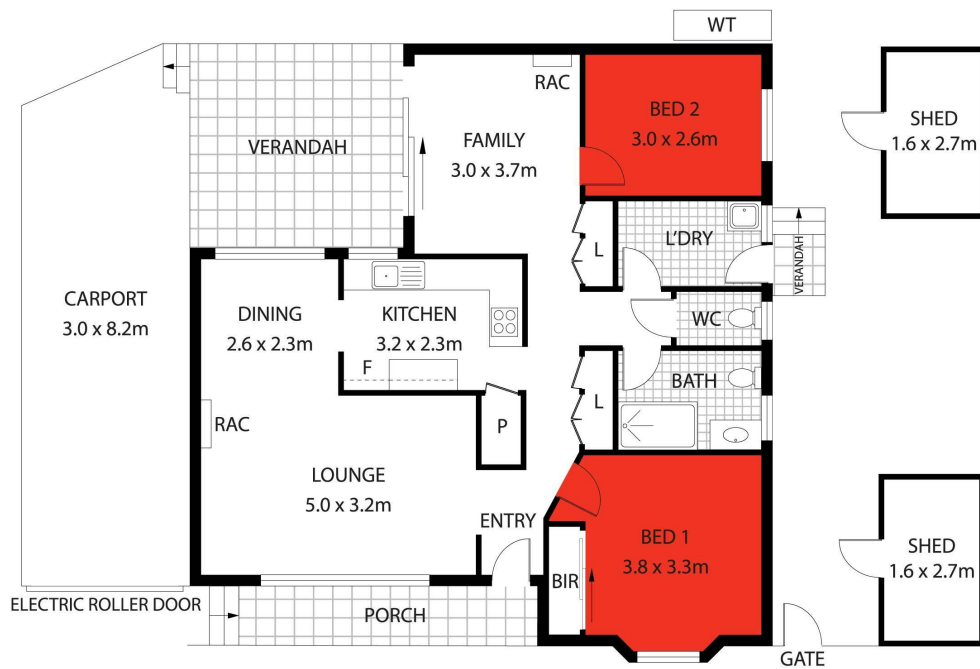 WT
RAC
BED 2
3.0 x 2.6m
SHED
1.6 x 2.7m
VERANDAH
FAMILY
3.0 x 3.7m
L
L'DRY
VERANDAH
CARPORT
3.0 x 8.2m
DINING
2.6 x 2.3m
KITCHEN
3.2 x 2.3m
WC
F
BATH
RAC
P
L
LOUNGE
5.0 x 3.2m
ENTRY
BED 1
3.8 x 3.3m
SHED
1.6 x 2.7m
BIR
ELECTRIC ROLLER DOOR
PORCH
GATE